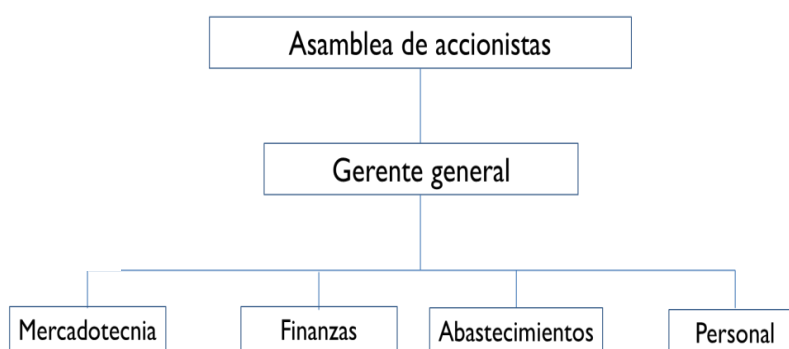 Asamblea de accionistas
Gerente general
Mercadotecnia
Finanzas
Abastecimientos
Personal